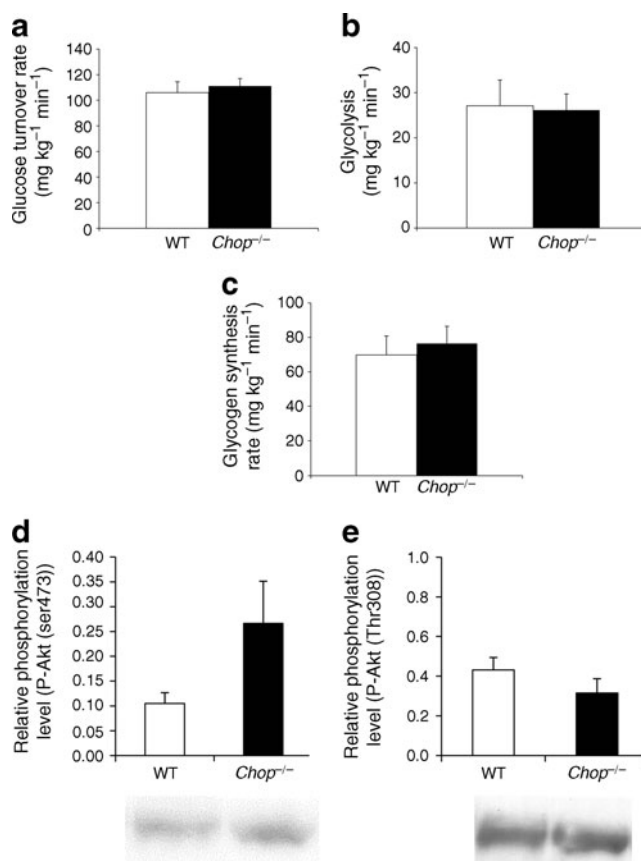 a
Glucose turnover rate
(mg kg⁻¹ min⁻¹)
140
120
100
80
60
40
20
0
WT
Chop⁻/⁻
b
Glycolysis
(mg kg⁻¹ min⁻¹)
40
30
20
10
0
WT
Chop⁻/⁻
c
Glycogen synthesis
rate (mg kg⁻¹ min⁻¹)
100
80
60
40
20
0
WT
Chop⁻/⁻
d
Relative phosphorylation
level (P-Akt (ser473))
0.40
0.35
0.30
0.25
0.20
0.15
0.10
0.05
0.00
WT
Chop⁻/⁻
e
Relative phosphorylation
level (P-Akt (Thr308))
1.0
0.8
0.6
0.4
0.2
0.0
WT
Chop⁻/⁻